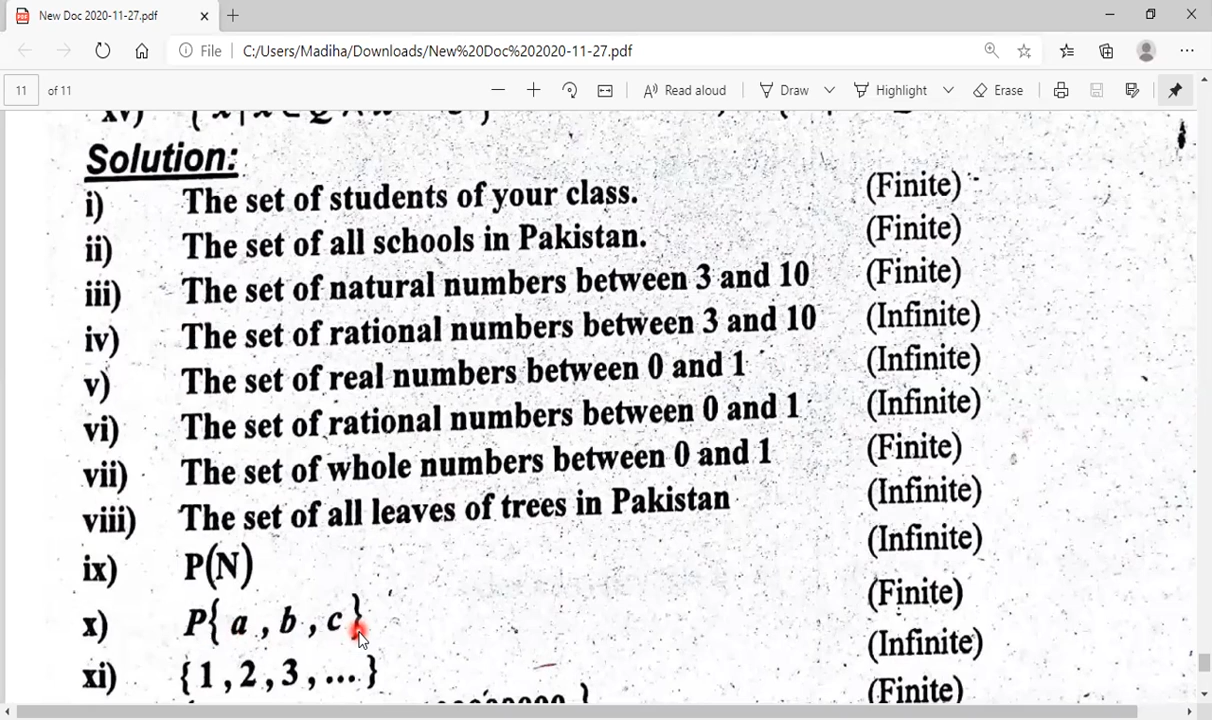 New Doc 2020-11-27.pdf
File
C:/Users/Madiha/Downloads/New%20Doc%202020-11-27.pdf
11 of 11
Read aloud
Draw
Highlight
Erase
Solution:
i) The set of students of your class. (Finite)
ii) The set of all schools in Pakistan. (Finite)
iii) The set of natural numbers between 3 and 10 (Finite)
iv) The set of rational numbers between 3 and 10 (Infinite)
v) The set of real numbers between 0 and 1 (Infinite)
vi) The set of rational numbers between 0 and 1 (Infinite)
vii) The set of whole numbers between 0 and 1 (Finite)
viii) The set of all leaves of trees in Pakistan (Infinite)
ix) P(N) (Infinite)
x) P{ a , b , c } (Finite)
xi) { 1 , 2 , 3 , ... } (Infinite)
(Finite)